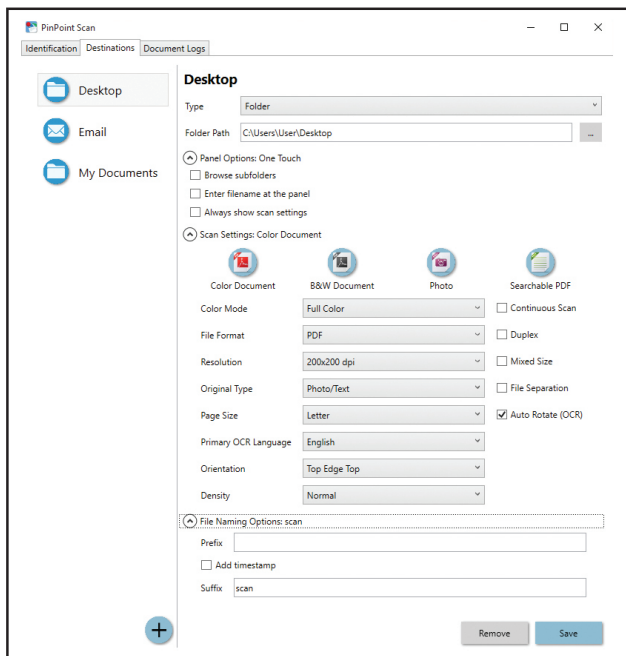 PinPoint Scan
Identification Destinations Document Logs
Desktop
Email
My Documents
Desktop
Type Folder
Folder Path C:\Users\User\Desktop ...
Panel Options: One Touch
Browse subfolders
Enter filename at the panel
Always show scan settings
Scan Settings: Color Document
Color Document B&W Document Photo Searchable PDF
Color Mode Full Color Continuous Scan
File Format PDF Duplex
Resolution 200x200 dpi Mixed Size
Original Type Photo/Text File Separation
Page Size Letter Auto Rotate (OCR)
Primary OCR Language English
Orientation Top Edge Top
Density Normal
File Naming Options: scan
Prefix
Add timestamp
Suffix scan
Remove Save